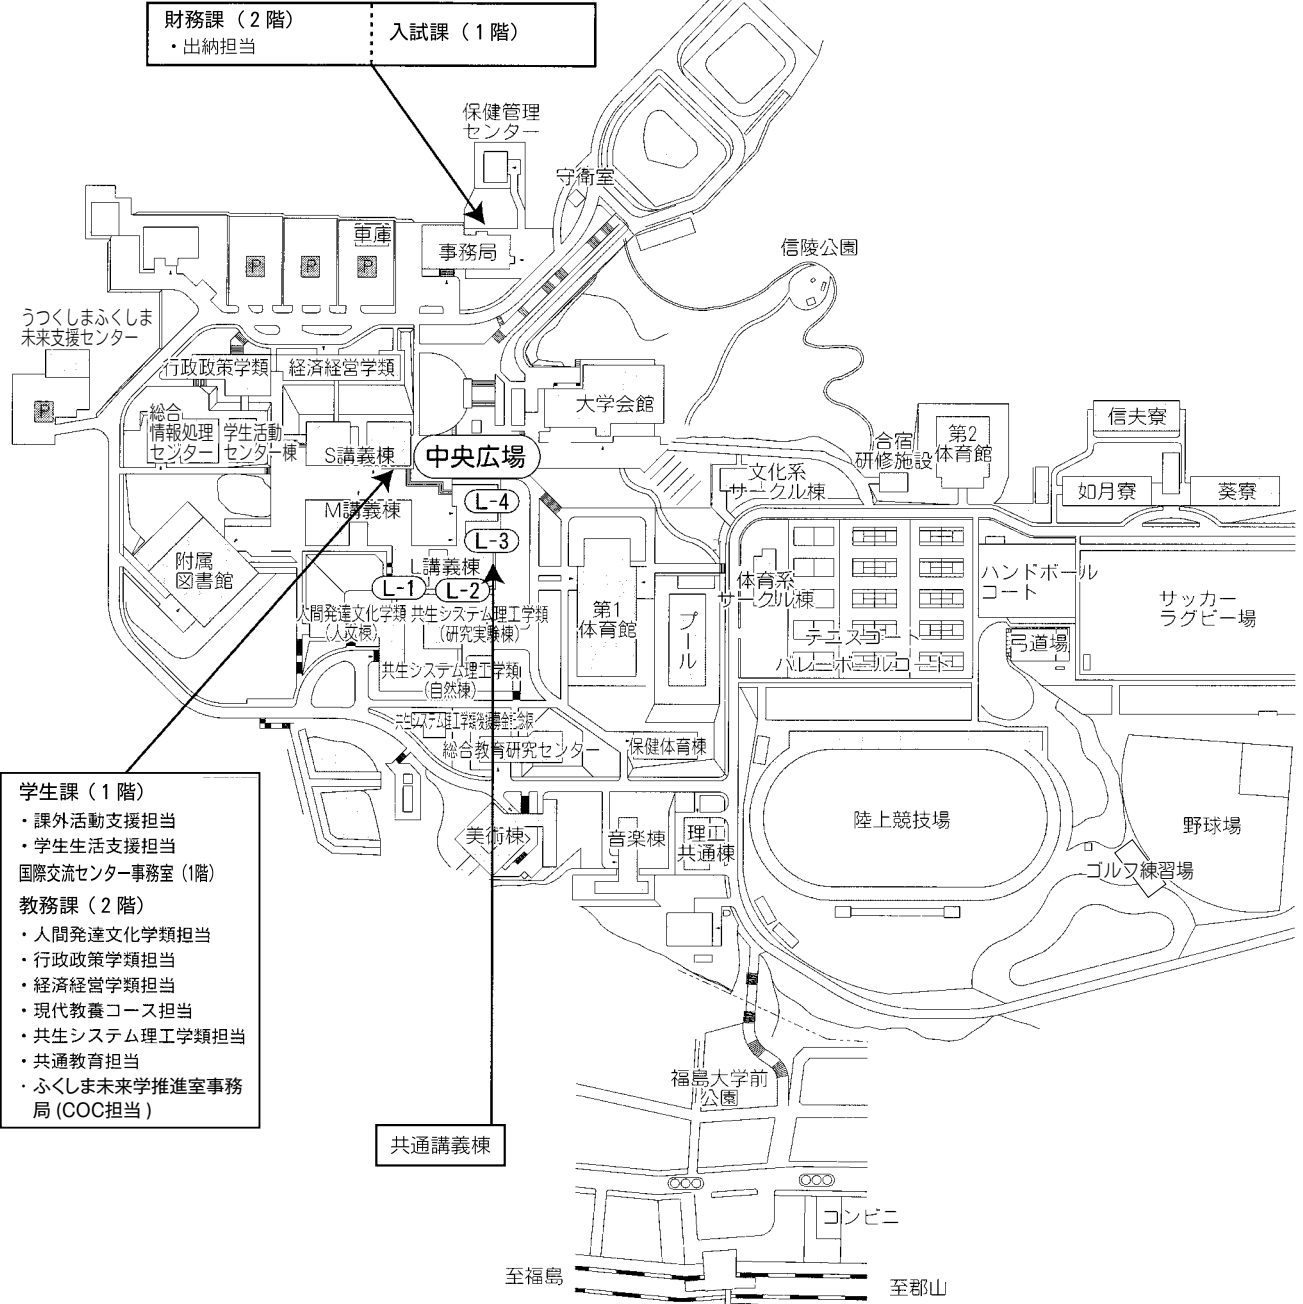 財務課（２階）
・出納担当
入試課（１階）
保健管理
センター
守衛室
車庫
P
P
P
事務局
信陵公園
うつくしまふくしま
未来支援センター
P
行政政策学類
経済経営学類
大学会館
総合
情報処理
センター
学生活動
センター棟
S講義棟
中央広場
文化系
サークル棟
合宿
研修施設
第2
体育館
信夫寮
如月寮
葵寮
L-4
M講義棟
L-3
附属
図書館
L講義棟
L-1
L-2
人間発達文化学類
(人文棟)
共生システム理工学類
(研究実験棟)
第1
体育館
プール
体育系
サークル棟
テニスコート
バレーボールコート
ハンドボール
コート
弓道場
サッカー
ラグビー場
共生システム理工学類
(自然棟)
共生システム理工学類後援募金記念棟
総合教育研究センター
保健体育棟
美術棟
音楽棟
理工
共通棟
陸上競技場
野球場
ゴルフ練習場
学生課（１階）
・課外活動支援担当
・学生生活支援担当
国際交流センター事務室（1階）
教務課（２階）
・人間発達文化学類担当
・行政政策学類担当
・経済経営学類担当
・現代教養コース担当
・共生システム理工学類担当
・共通教育担当
・ふくしま未来学推進室事務
局 (COC担当 )
共通講義棟
福島大学前
公園
コンビニ
至福島
至郡山